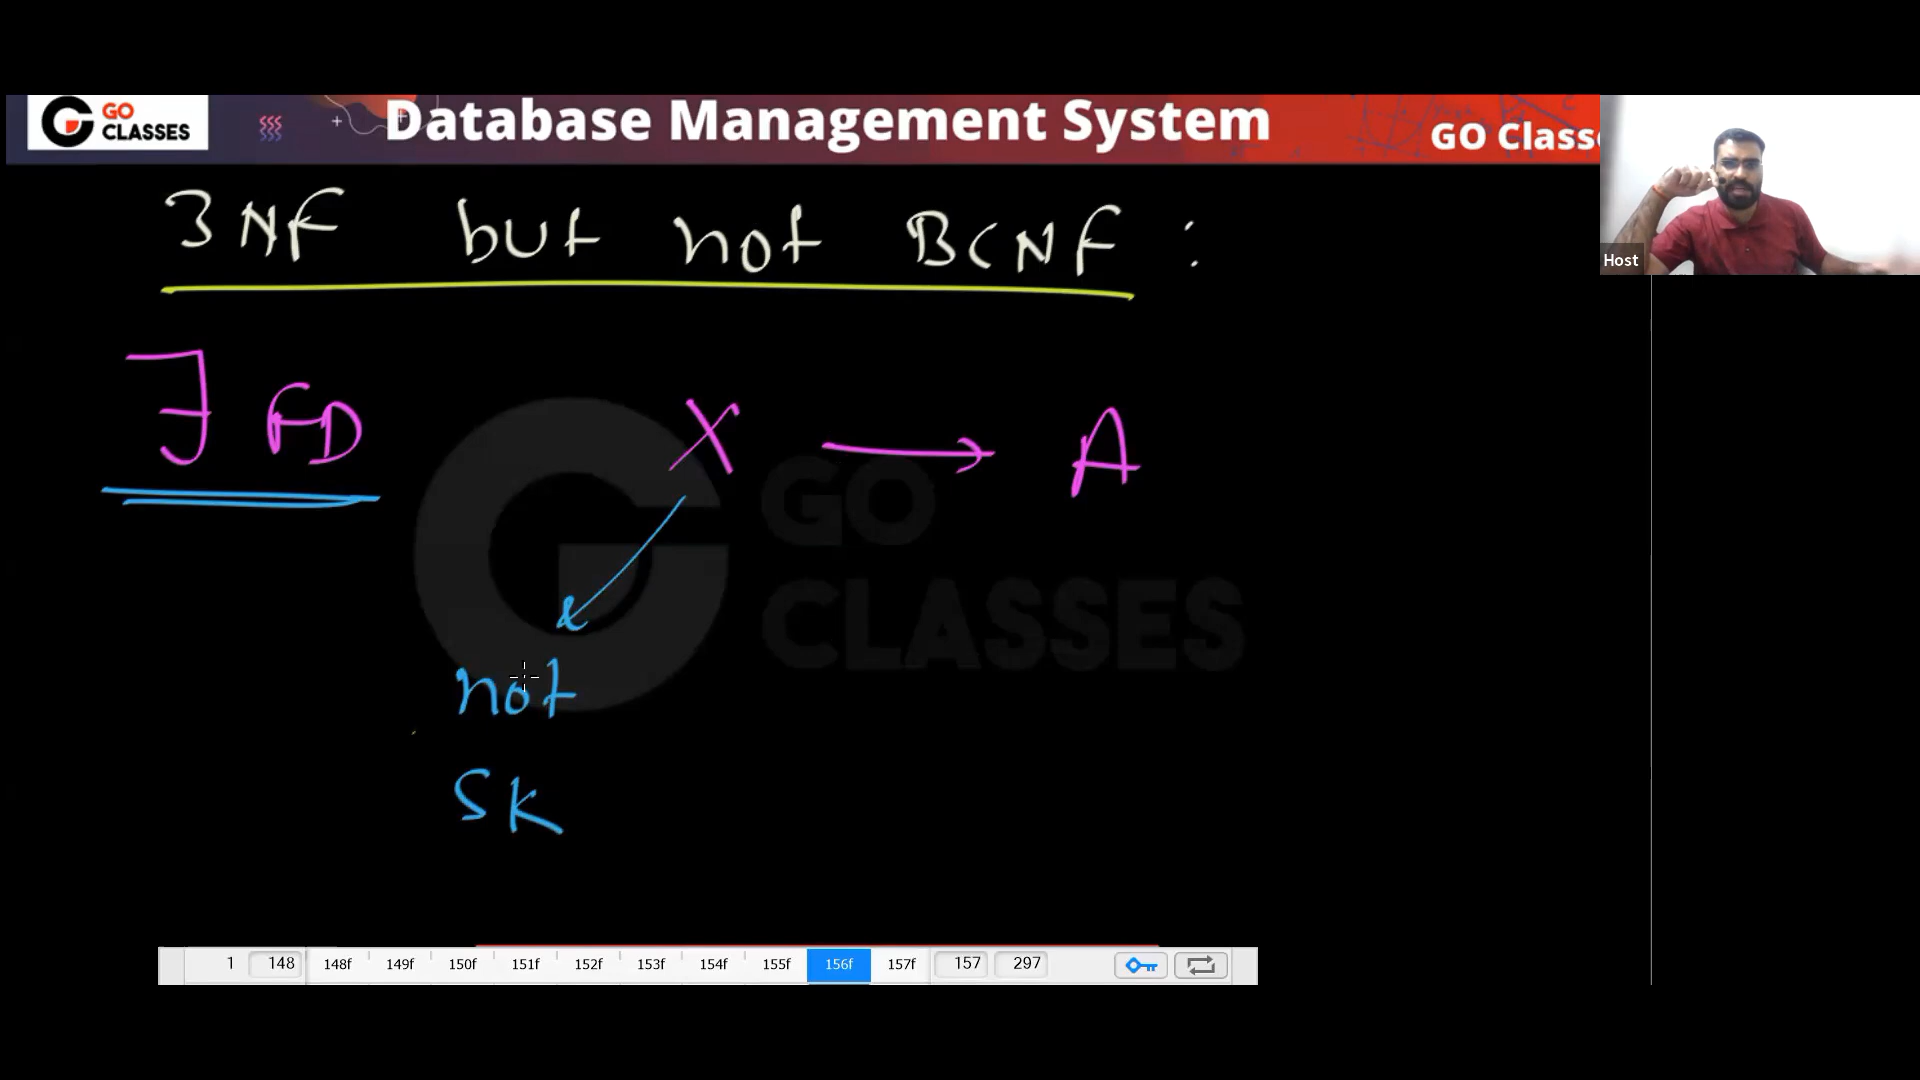 GO
CLASSES
Database Management System
GO Classe
Host
3NF but not BCNF :
∃ FD X → A
GO
CLASSES
not
SK
1 148 148f 149f 150f 151f 152f 153f 154f 155f 156f 157f 157 297